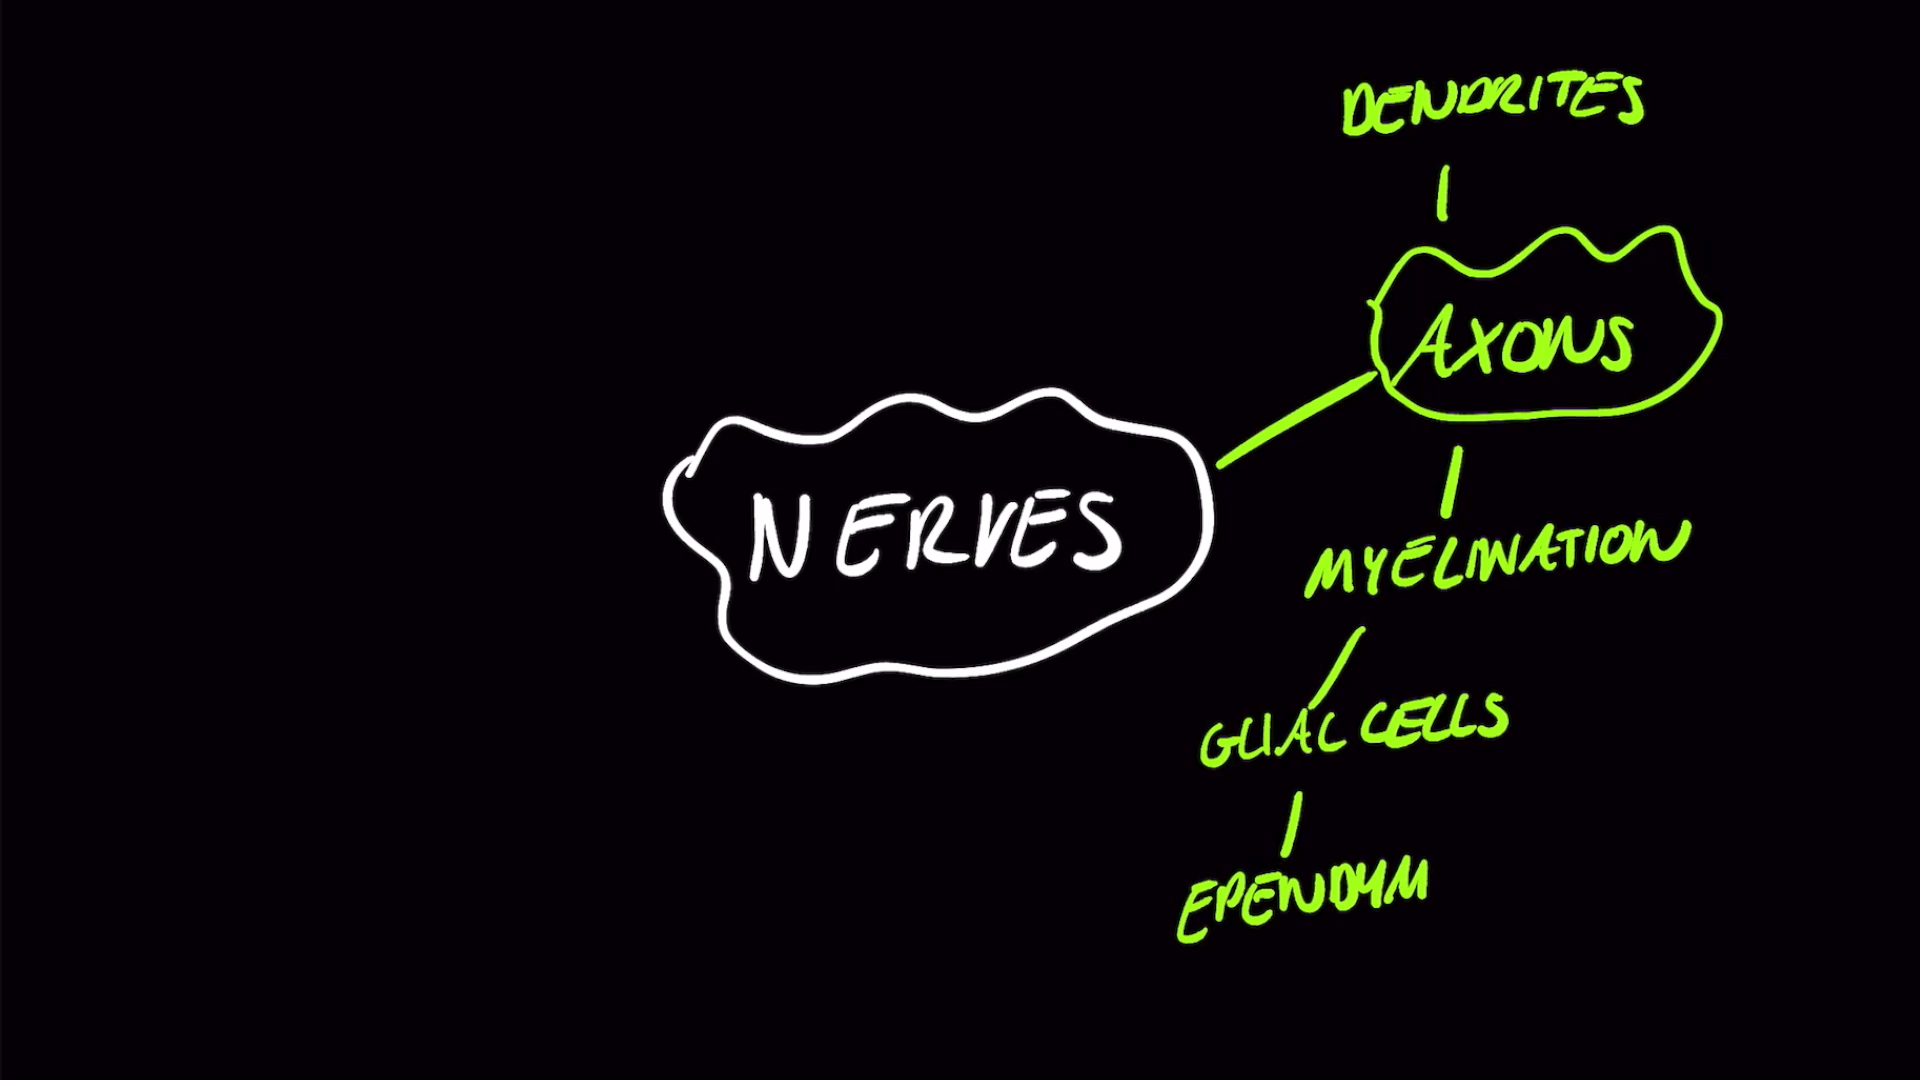 DENDRITES
AXONS
NERVES
MYELINATION
GLIAL CELLS
EPENDYM